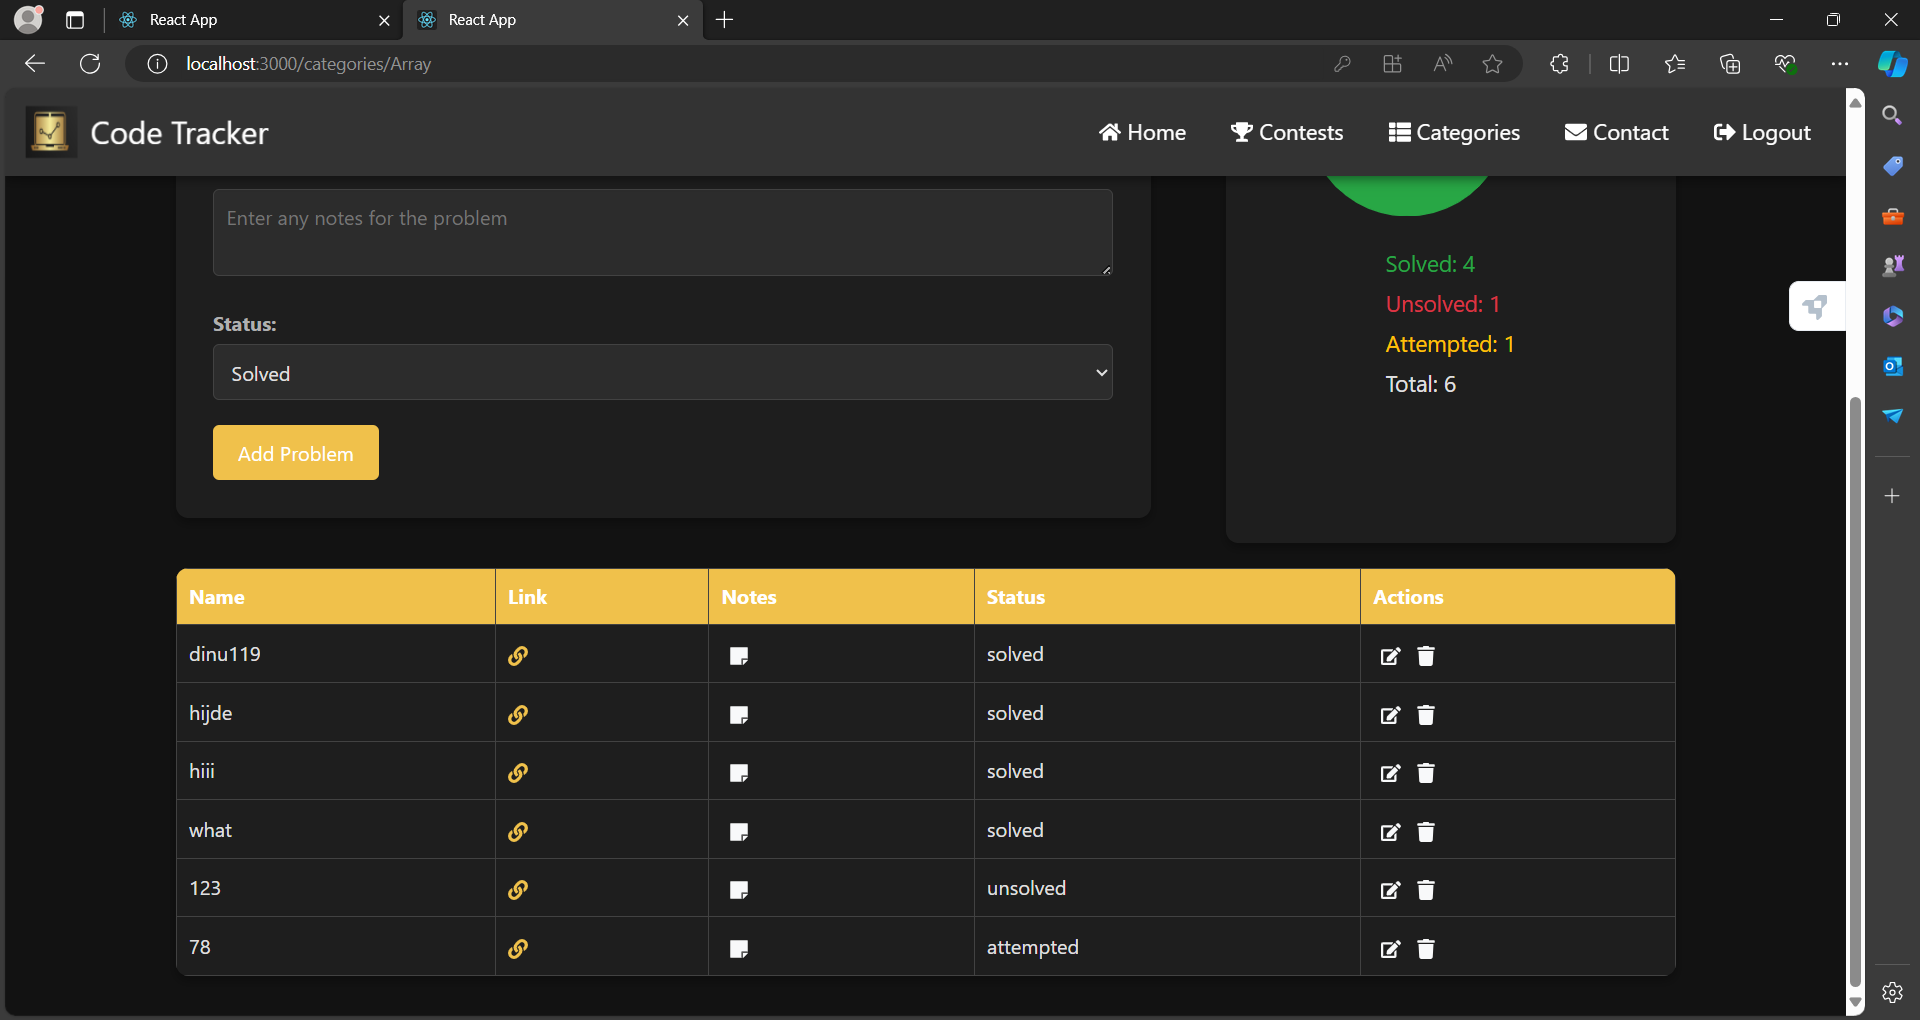 React App
React App
localhost:3000/categories/Array
Code Tracker
Home
Contests
Categories
Contact
Logout
Enter any notes for the problem
Status:
Solved
Add Problem
Solved: 4
Unsolved: 1
Attempted: 1
Total: 6
Name Link Notes Status Actions
dinu119 solved
hijde solved
hiii solved
what solved
123 unsolved
78 attempted